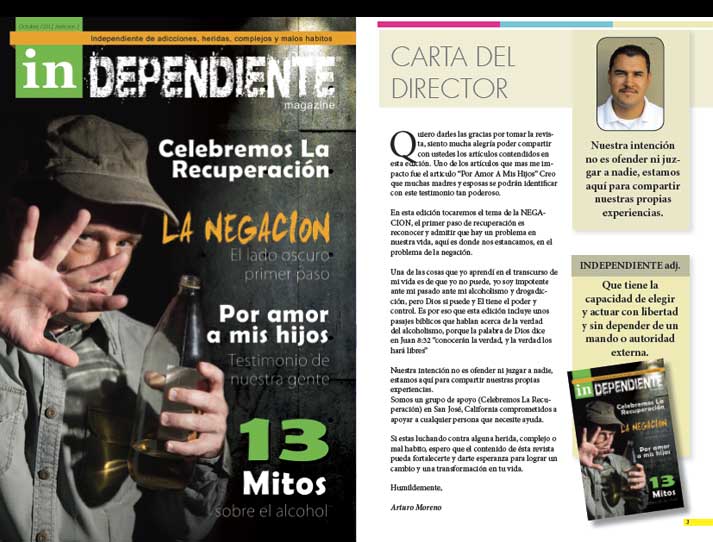 October /2012 Edicion 2
Independiente de adicciones, heridas, complejos y malos habitos
in DEPENDIENTE
magazine
Celebremos La
Recuperación
LA NEGACION
El lado oscuro
primer paso
Por amor
a mis hijos
Testimonio de
nuestra gente
13
Mitos
sobre el alcohol
CARTA DEL
DIRECTOR
Quiero darles las gracias por tomar la revis-
ta, siento mucha alegría poder compartir
con ustedes los artículos contenidos en
esta edición. Uno de los artículos que mas me im-
pacto fue el articulo "Por Amor A Mis Hijos" Creo
que muchas madres y esposas se podrán identificar
con este testimonio tan poderoso.
En esta edición tocaremos el tema de la NEGA-
CION, el primer paso de recuperación es
reconocer y admitir que hay un problema en
nuestra vida, aquí es donde nos estancamos, en el
problema de la negación.
Una de las cosas que yo aprendí en el transcurso de
mi vida es de que yo no puede, yo soy impotente
ante mi pasado ante mi alcoholismo y drogadic-
ción, pero Dios si puede y El tiene el poder y
control. Es por eso que esta edición incluye unos
pasajes bíblicos que hablan acerca de la verdad
del alcoholismo, porque la palabra de Dios dice
en Juan 8:32 "conocerán la verdad, y la verdad los
hará libres"
Nuestra intención no es ofender ni juzgar a nadie,
estamos aquí para compartir nuestras propias
experiencias.
Somos un grupo de apoyo (Celebremos La Recu-
peración) en San José, California comprometidos a
apoyar a cualquier persona que necesite ayuda.
Si estas luchando contra alguna herida, complejo o
mal habito, espero que el contenido de ésta revista
pueda fortalecerte y darte esperanza para lograr un
cambio y una transformación en tu vida.
Humildemente,
Arturo Moreno
Nuestra intención
no es ofender ni juz-
gar a nadie, estamos
aquí para compartir
nuestras propias
experiencias.
INDEPENDIENTE adj.
Que tiene la
capacidad de elegir
y actuar con libertad
y sin depender de un
mando o autoridad
externa.
in DEPENDIENTE
Celebremos La
Recuperación
LA NEGACION
Por amor
a mis hijos
13
Mitos
3